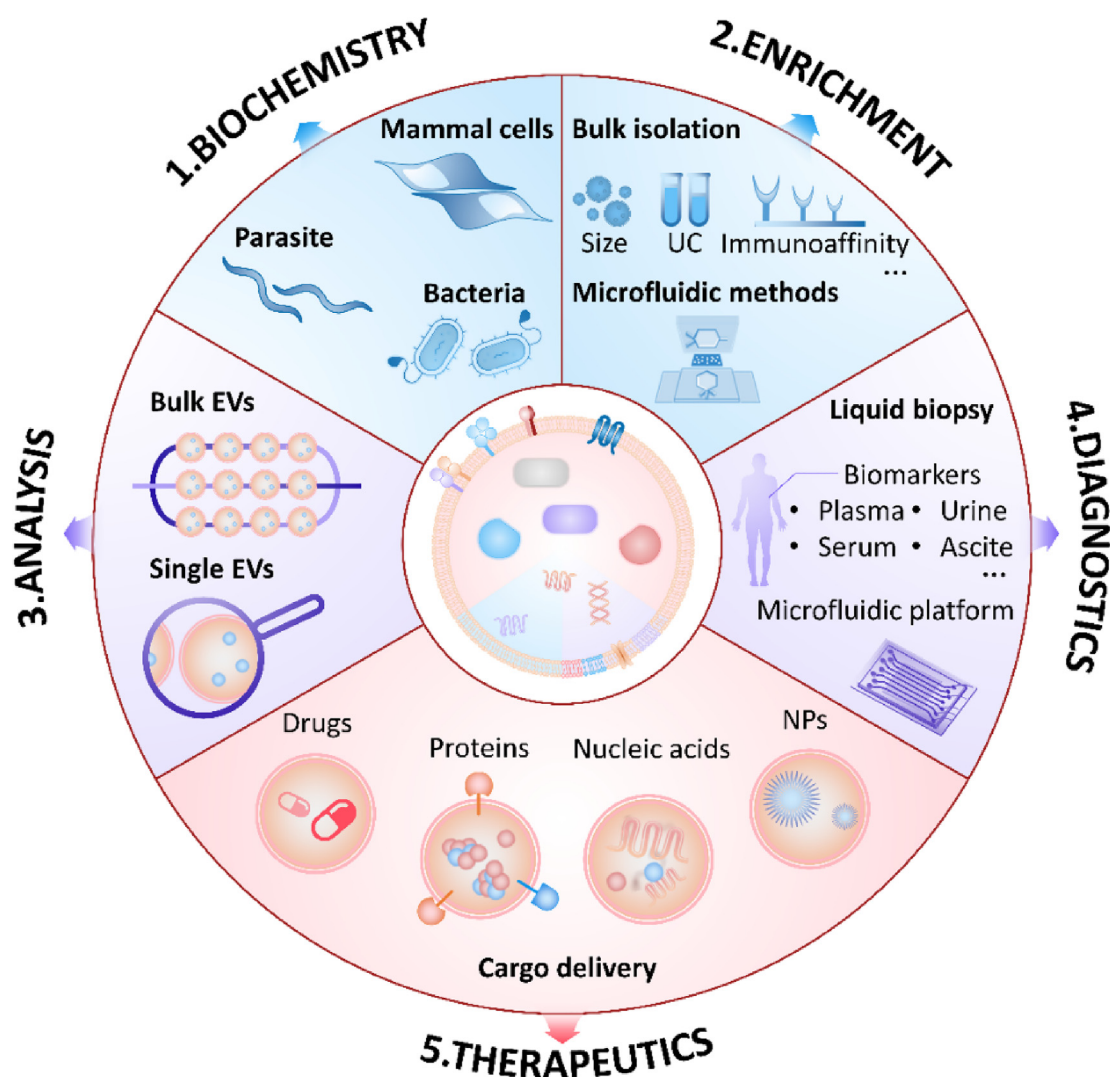 1.BIOCHEMISTRY
Mammal cells
Parasite
Bacteria
2.ENRICHMENT
Bulk isolation
Size
UC
Immunoaffinity
...
Microfluidic methods
3.ANALYSIS
Bulk EVs
Single EVs
4.DIAGNOSTICS
Liquid biopsy
Biomarkers
• Plasma • Urine
• Serum • Ascite
...
Microfluidic platform
Drugs
Proteins
Nucleic acids
NPs
Cargo delivery
5.THERAPEUTICS